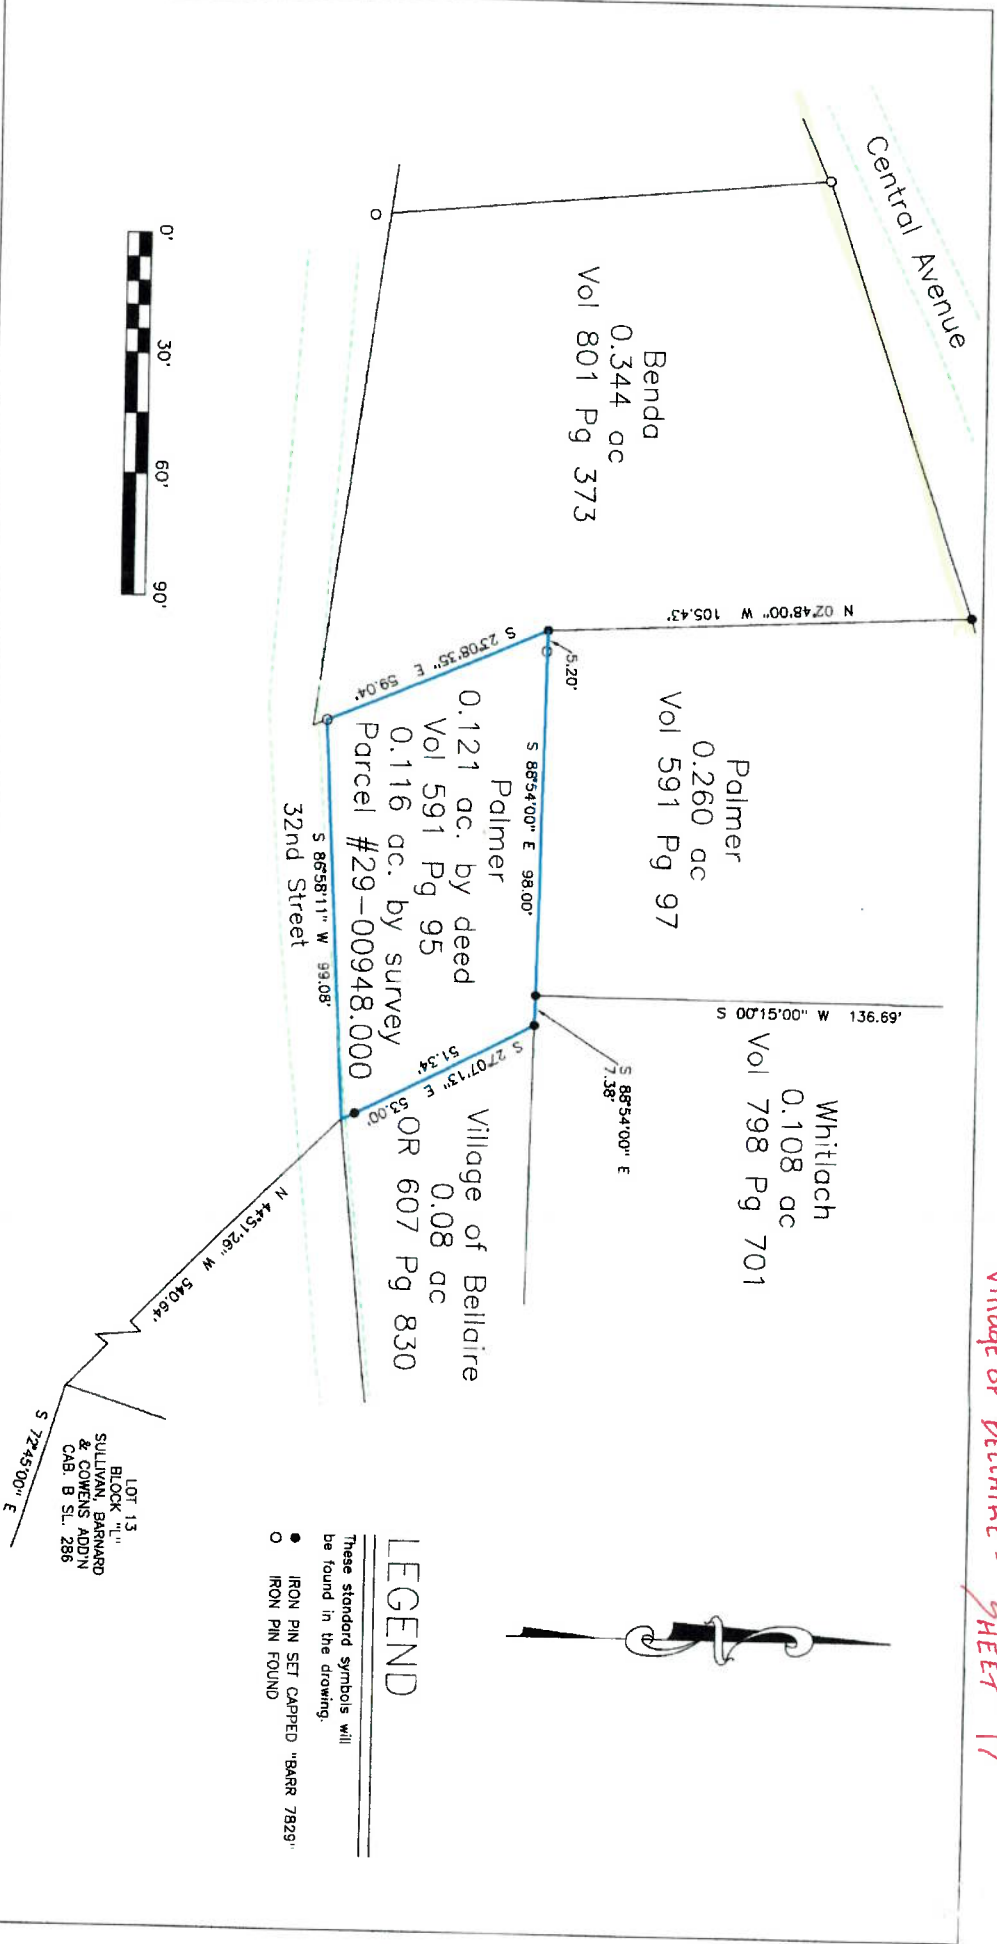 Village of Bellaire - SHEET 17
Central Avenue
Benda
0.344 ac
Vol 801 Pg 373
N 02°48'00" W 105.43'
Palmer
0.260 ac
Vol 591 Pg 97
S 00°15'00" W 136.69'
Whitlach
0.108 ac
Vol 798 Pg 701
5.20'
S 88°54'00" E 98.00'
S 88°54'00" E
7.38'
S 23°08'35" E 59.04'
Palmer
0.121 ac. by deed
Vol 591 Pg 95
0.116 ac. by survey
Parcel #29-00948.000
S 27°07'13" E
51.34'
53.00'
Village of Bellaire
0.08 ac
OR 607 Pg 830
S 86°58'11" W 99.08'
32nd Street
N 44°51'26" W 540.64'
S 72°45'00" E
LOT 13
BLOCK "L"
SULLIVAN, BARNARD
& COWENS ADD'N
CAB. B SL. 286
0' 30' 60' 90'
LEGEND
These standard symbols will
be found in the drawing.
IRON PIN SET CAPPED "BARR 7829"
IRON PIN FOUND